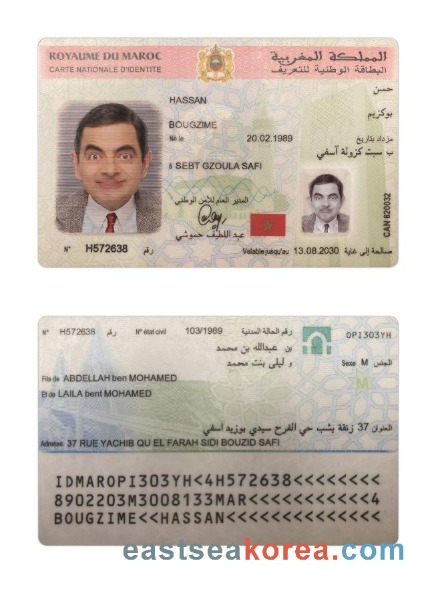 ROYAUME DU MAROC
المملكة المغربية
CARTE NATIONALE D'IDENTITE
البطاقة الوطنية للتعريف
حسن
HASSAN
بوكزيم
BOUGZIME
Né le 20.02.1989 مزداد بتاريخ
ب سبت كزولة آسفي
à SEBT GZOULA SAFI
المدير العام للأمن الوطني
عبد اللطيف حموشي
CAN 820032
N° H572638 رقم
Valable jusqu'au 13.08.2030 صالحة إلى غاية
N° H572638 رقم N° état civil 103/1989 رقم الحالة المدنية
OPI303YH
بن عبدالله بن محمد
و ليلى بنت محمد
Sexe M الجنس
M
Fils de ABDELLAH ben MOHAMED
Et de LAILA bent MOHAMED
العنوان 37 زنقة يشب حي الفرح سيدي بوزيد آسفي
Adresse 37 RUE YACHIB QU EL FARAH SIDI BOUZID SAFI
IDMAROPI303YH<4H572638<<<<<<<<
8902203M3008133MAR<<<<<<<<<<<4
BOUGZIME<<HASSAN<<<<<<<<<<<<<<
eastseakorea.com